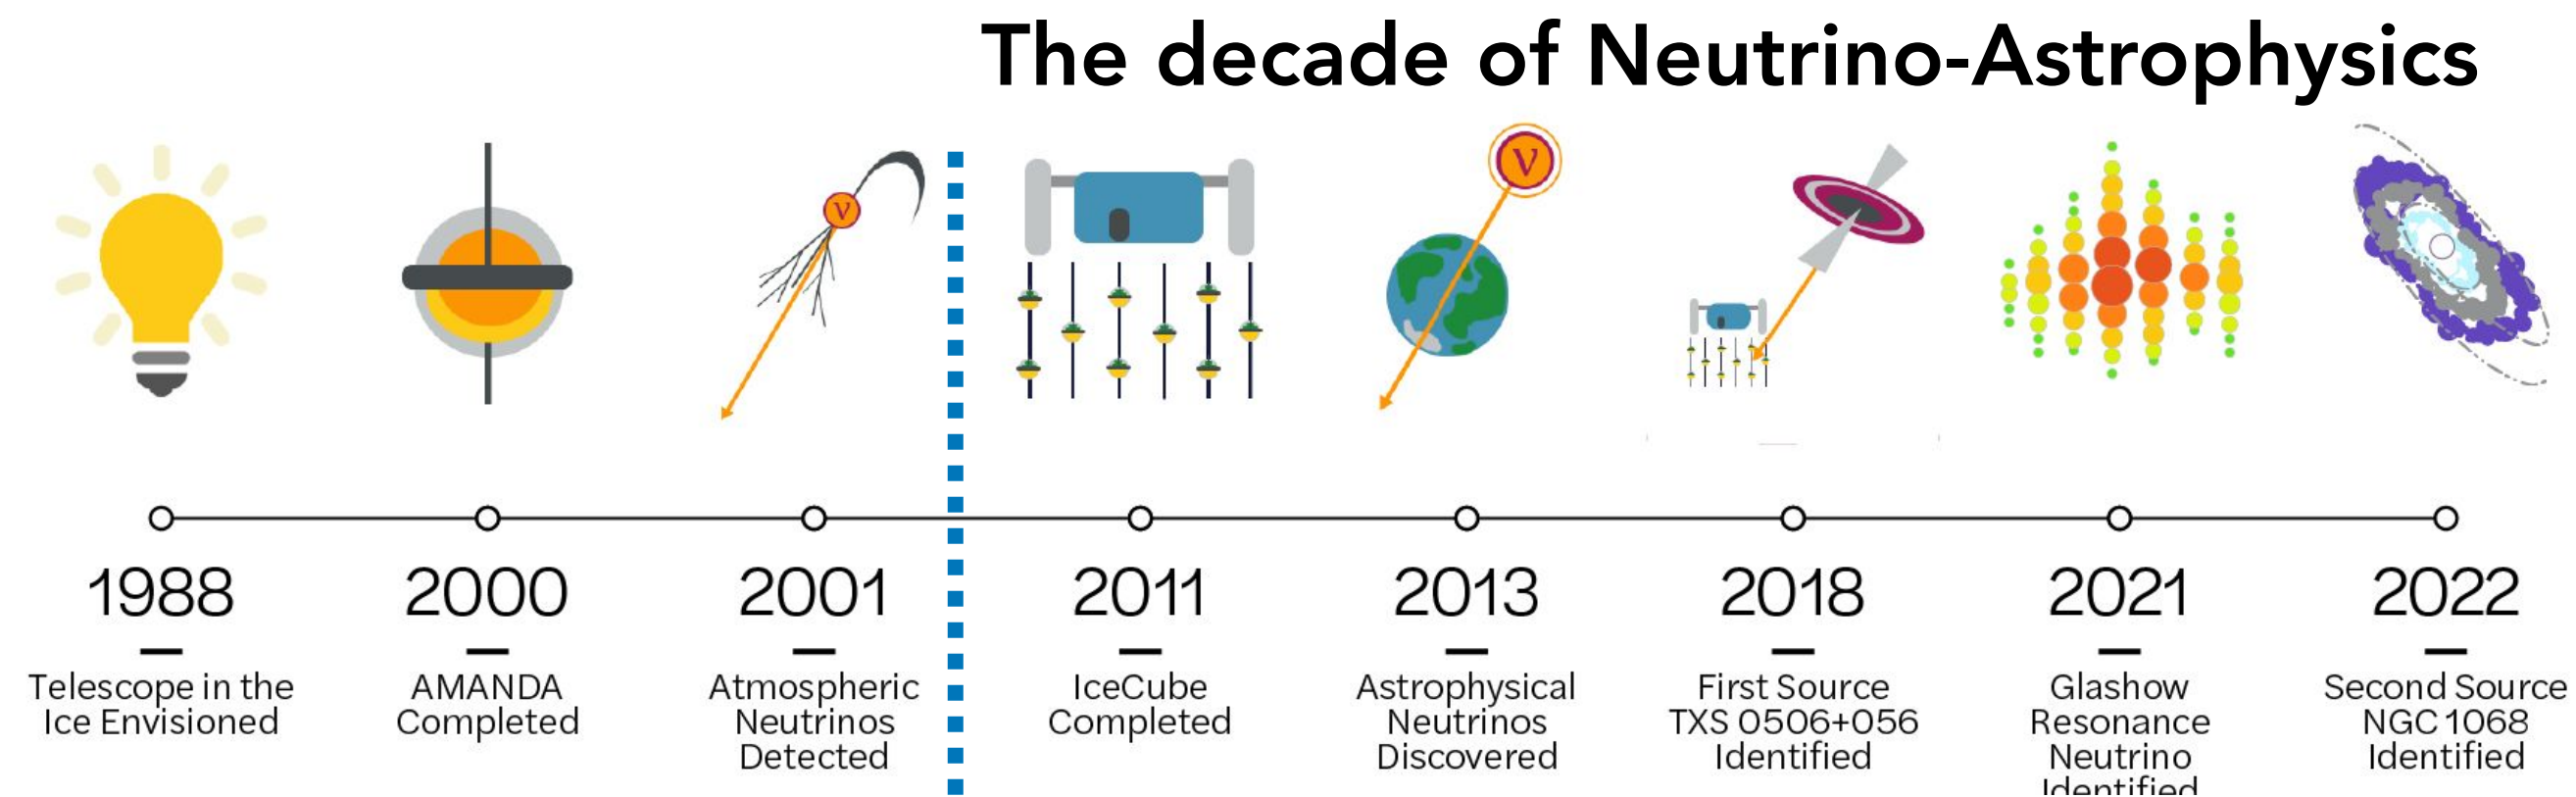 The decade of Neutrino-Astrophysics
ν
ν
1988
Telescope in the
Ice Envisioned
2000
AMANDA
Completed
2001
Atmospheric
Neutrinos
Detected
2011
IceCube
Completed
2013
Astrophysical
Neutrinos
Discovered
2018
First Source
TXS 0506+056
Identified
2021
Glashow
Resonance
Neutrino
Identified
2022
Second Source
NGC 1068
Identified